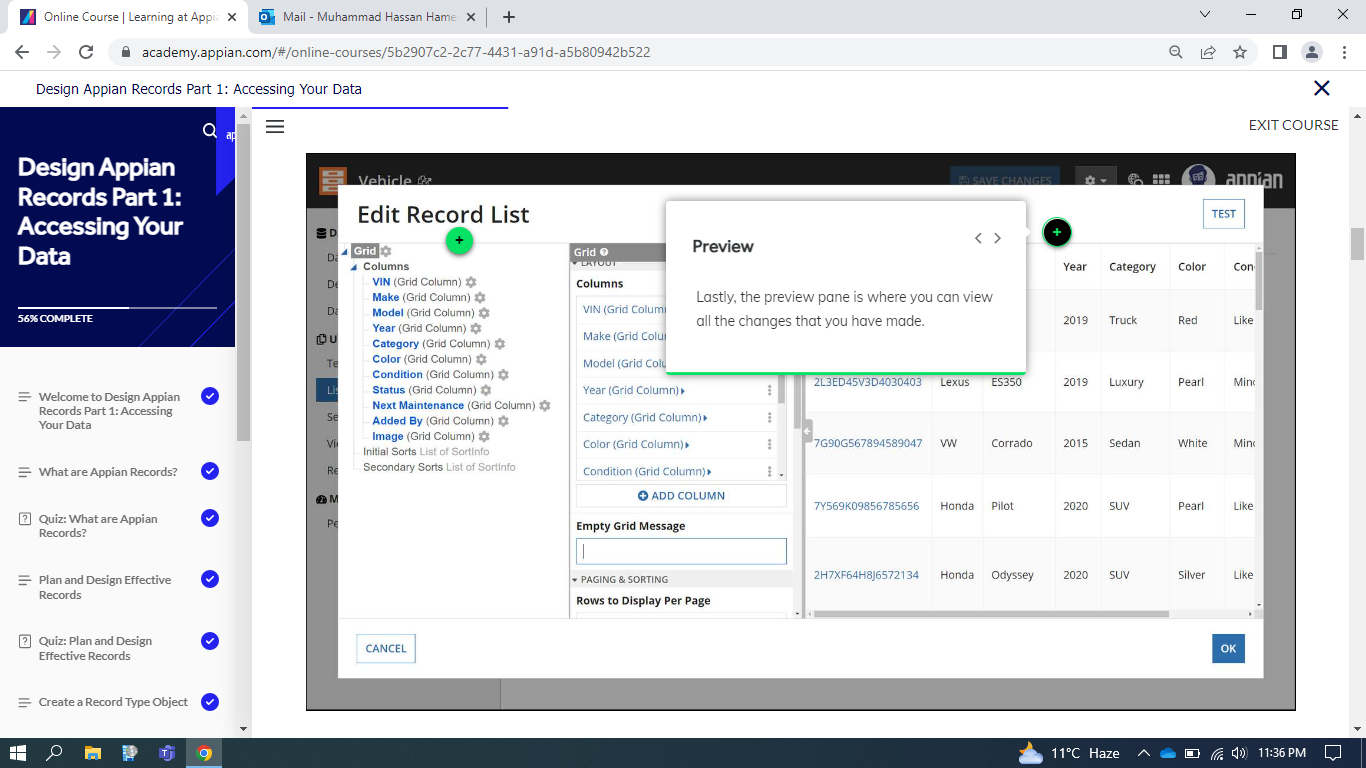 Online Course | Learning at Appia
Mail - Muhammad Hassan Hame
academy.appian.com/#/online-courses/5b2907c2-2c77-4431-a91d-a5b80942b522
Design Appian Records Part 1: Accessing Your Data
EXIT COURSE
Design Appian
Records Part 1:
Accessing Your
Data
56% COMPLETE
Welcome to Design Appian
Records Part 1: Accessing
Your Data
What are Appian Records?
Quiz: What are Appian
Records?
Plan and Design Effective
Records
Quiz: Plan and Design
Effective Records
Create a Record Type Object
Vehicle
SAVE CHANGES
appian
Edit Record List
TEST
Grid
Columns
VIN (Grid Column)
Make (Grid Column)
Model (Grid Column)
Year (Grid Column)
Category (Grid Column)
Color (Grid Column)
Condition (Grid Column)
Status (Grid Column)
Next Maintenance (Grid Column)
Added By (Grid Column)
Image (Grid Column)
Initial Sorts List of SortInfo
Secondary Sorts List of SortInfo
Grid
LAYOUT
Columns
VIN (Grid Column
Make (Grid Colu
Model (Grid Colu
Year (Grid Column)
Category (Grid Column)
Color (Grid Column)
Condition (Grid Column)
ADD COLUMN
Empty Grid Message
PAGING & SORTING
Rows to Display Per Page
Preview
Lastly, the preview pane is where you can view
all the changes that you have made.
Year Category Color Con
2019 Truck Red Like
2L3ED45V3D4030403 Lexus ES350 2019 Luxury Pearl Mino
7G90G567894589047 VW Corrado 2015 Sedan White Mino
7Y569K09856785656 Honda Pilot 2020 SUV Pearl Like
2H7XF64H8J6572134 Honda Odyssey 2020 SUV Silver Like
CANCEL
OK
11°C Haze
11:36 PM